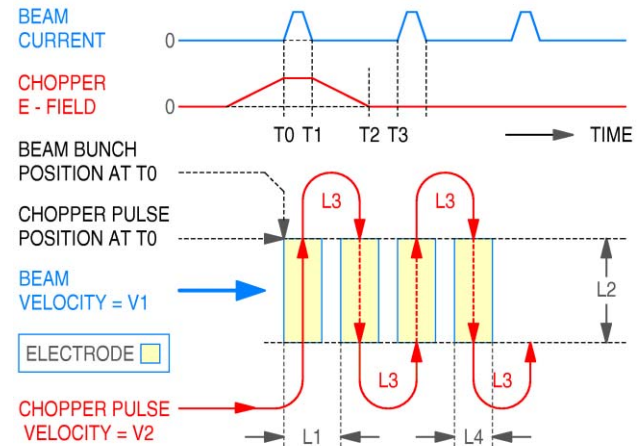 BEAM
CURRENT
0
CHOPPER
E - FIELD
0
T0 T1 T2 T3 TIME
BEAM BUNCH
POSITION AT T0
L3 L3
CHOPPER PULSE
POSITION AT T0
BEAM
VELOCITY = V1
L2
ELECTRODE
L3 L3
CHOPPER PULSE
VELOCITY = V2
L1 L4